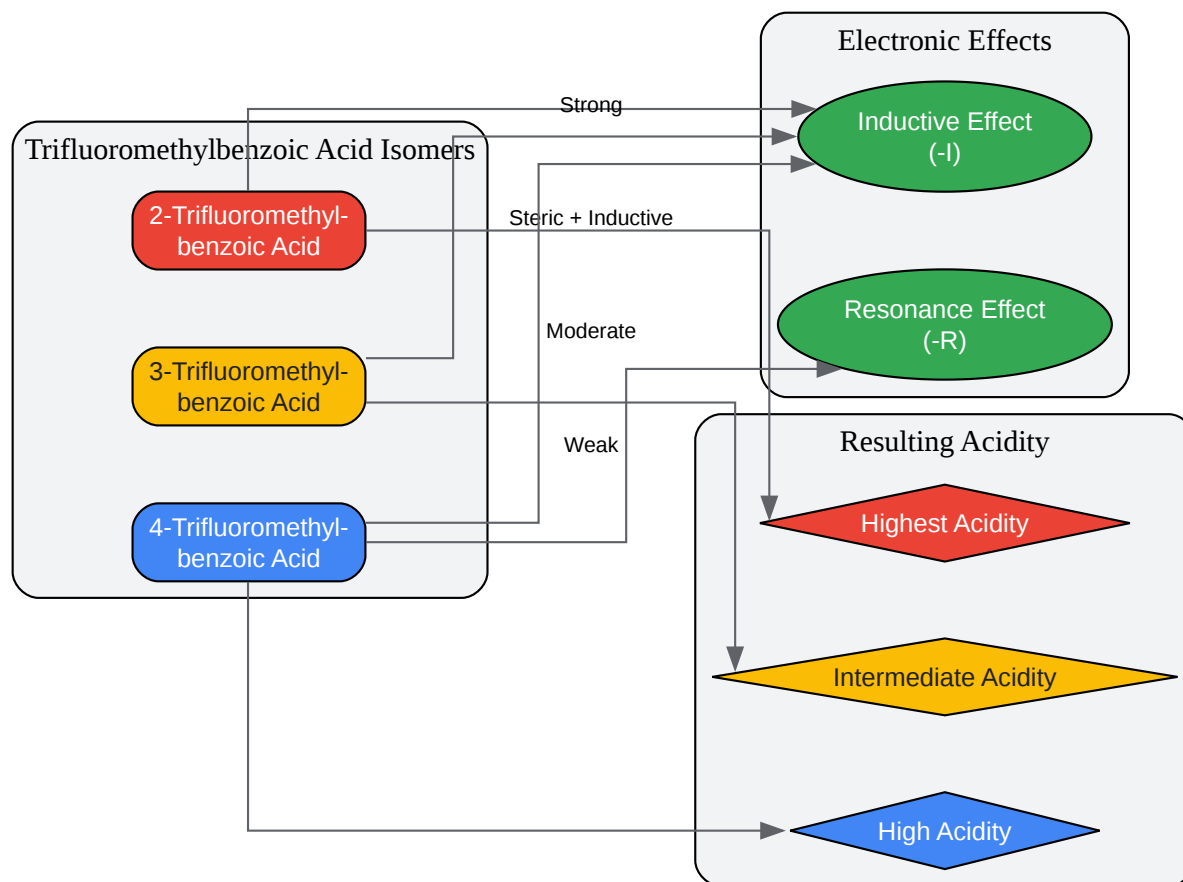 Electronic Effects
Strong
Inductive Effect
(-I)
Trifluoromethylbenzoic Acid Isomers
2-Trifluoromethyl-
benzoic Acid
Steric + Inductive
Resonance Effect
(-R)
Moderate
3-Trifluoromethyl-
benzoic Acid
Weak
Resulting Acidity
4-Trifluoromethyl-
benzoic Acid
Highest Acidity
Intermediate Acidity
High Acidity